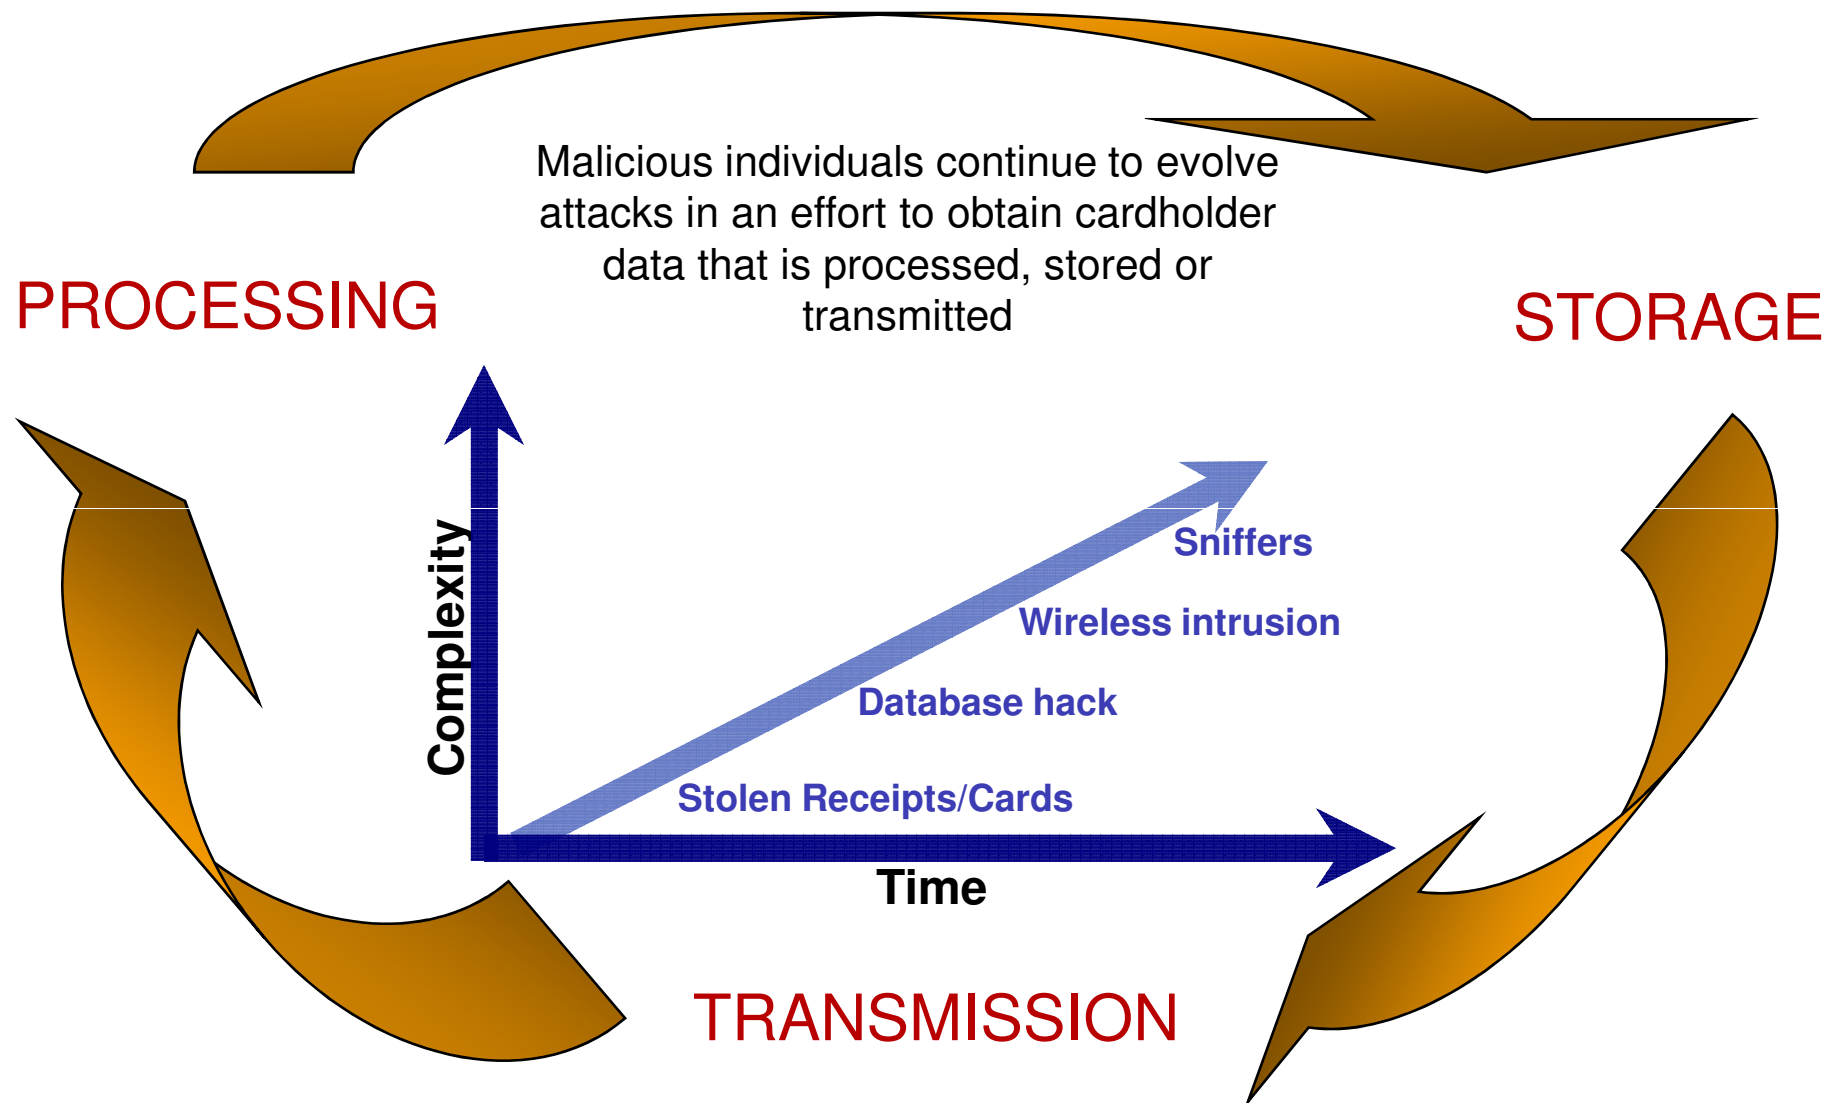 Malicious individuals continue to evolve
attacks in an effort to obtain cardholder
data that is processed, stored or
transmitted
PROCESSING
STORAGE
Complexity
Sniffers
Wireless intrusion
Database hack
Stolen Receipts/Cards
Time
TRANSMISSION